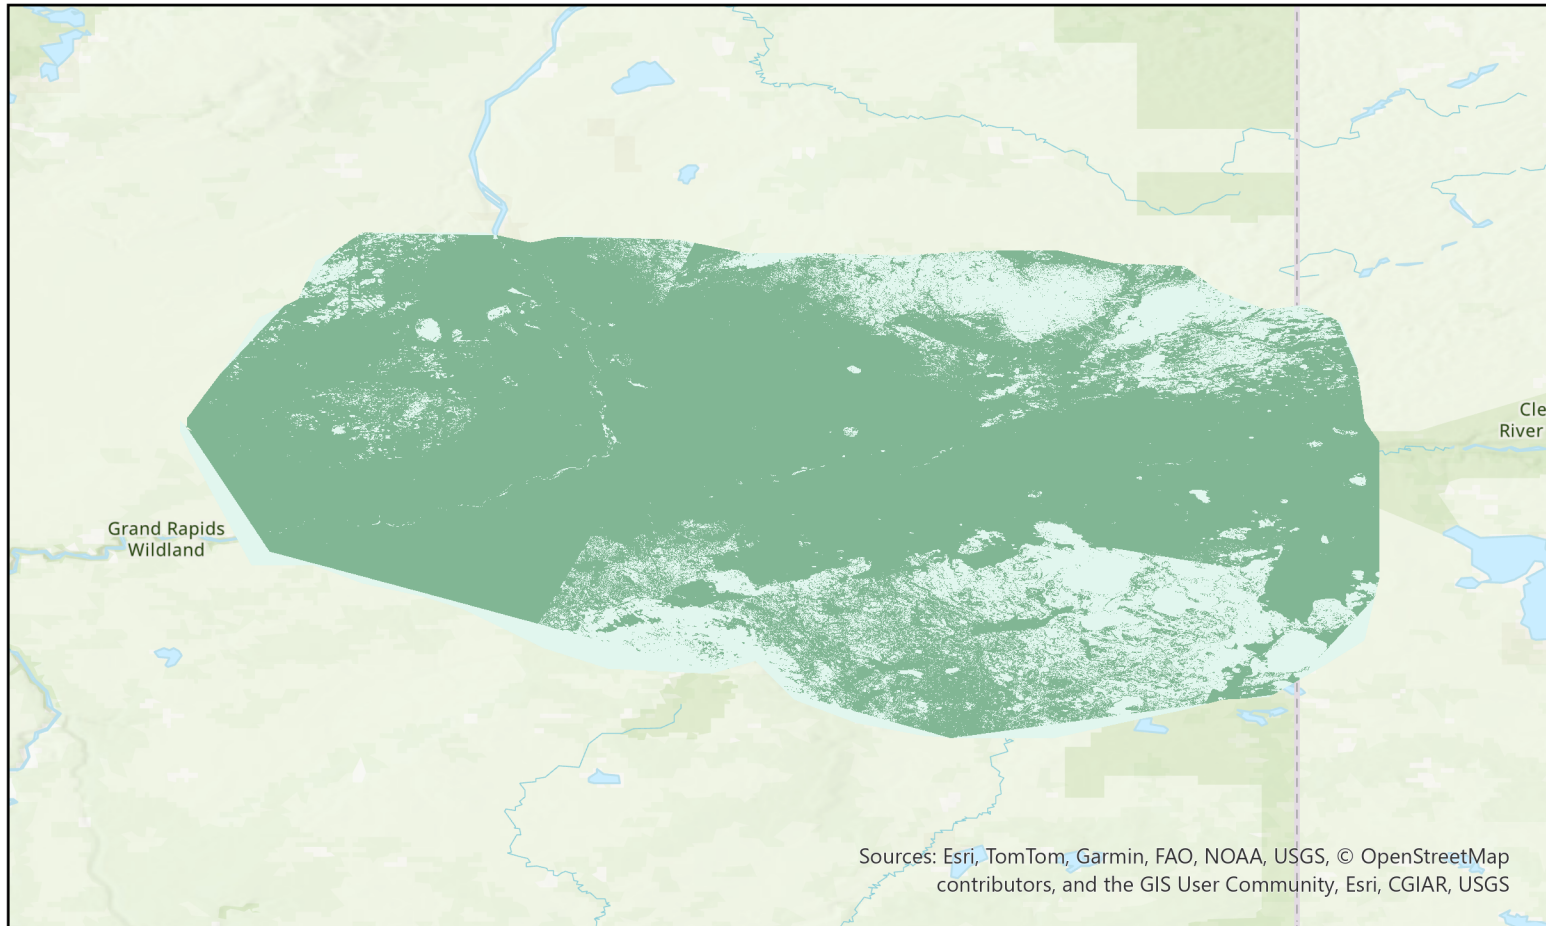 Cle
River
Grand Rapids
Wildland
Sources: Esri, TomTom, Garmin, FAO, NOAA, USGS, © OpenStreetMap
contributors, and the GIS User Community, Esri, CGIAR, USGS